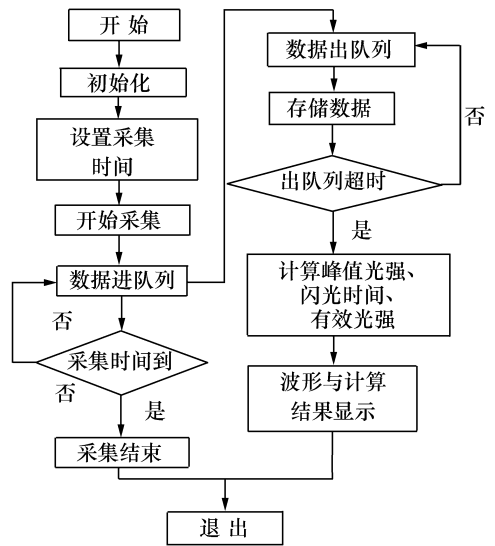 开 始
初始化
设置采集
时间
开始采集
数据进队列
否
采集时间到
否
是
采集结束
数据出队列
存储数据
否
出队列超时
是
计算峰值光强、
闪光时间、
有效光强
波形与计算
结果显示
退 出